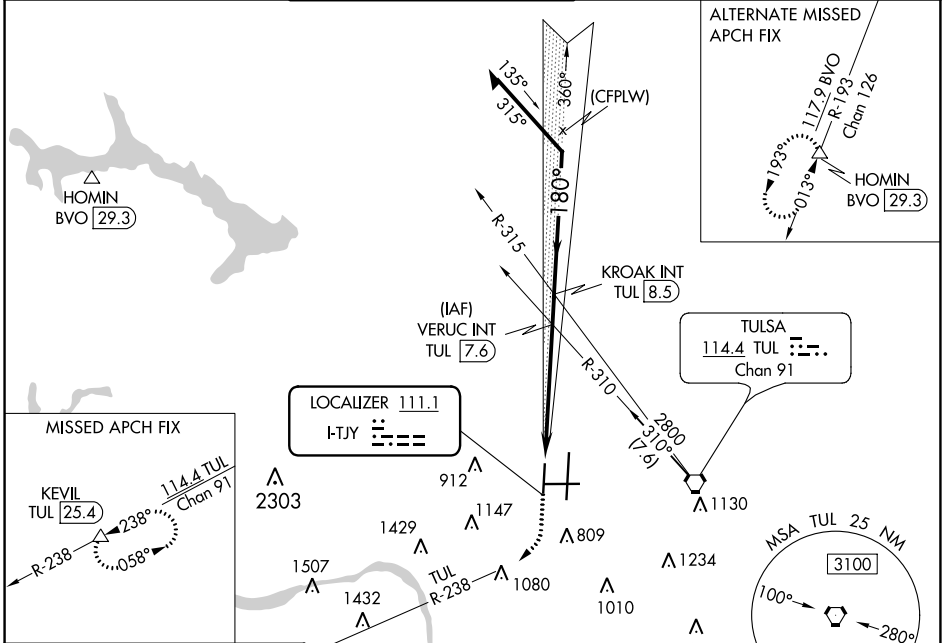 ALTERNATE MISSED
APCH FIX
117.9 BVO
R-193
Chan 126
193°
013°
HOMIN
BVO 29.3
135°
315°
360°
(CFPLW)
180°
HOMIN
BVO 29.3
R-315
KROAK INT
TUL 8.5
(IAF)
VERUC INT
TUL 7.6
R-310
2800
310°
(7.6)
TULSA
114.4 TUL
Chan 91
LOCALIZER 111.1
I-TJY
MISSED APCH FIX
KEVIL
TUL 25.4
114.4 TUL
Chan 91
238°
058°
R-238
2303
912
1147
1429
1507
1432
TUL
R-238
1080
809
1130
1234
1010
MSA TUL 25 NM
3100
100°
280°